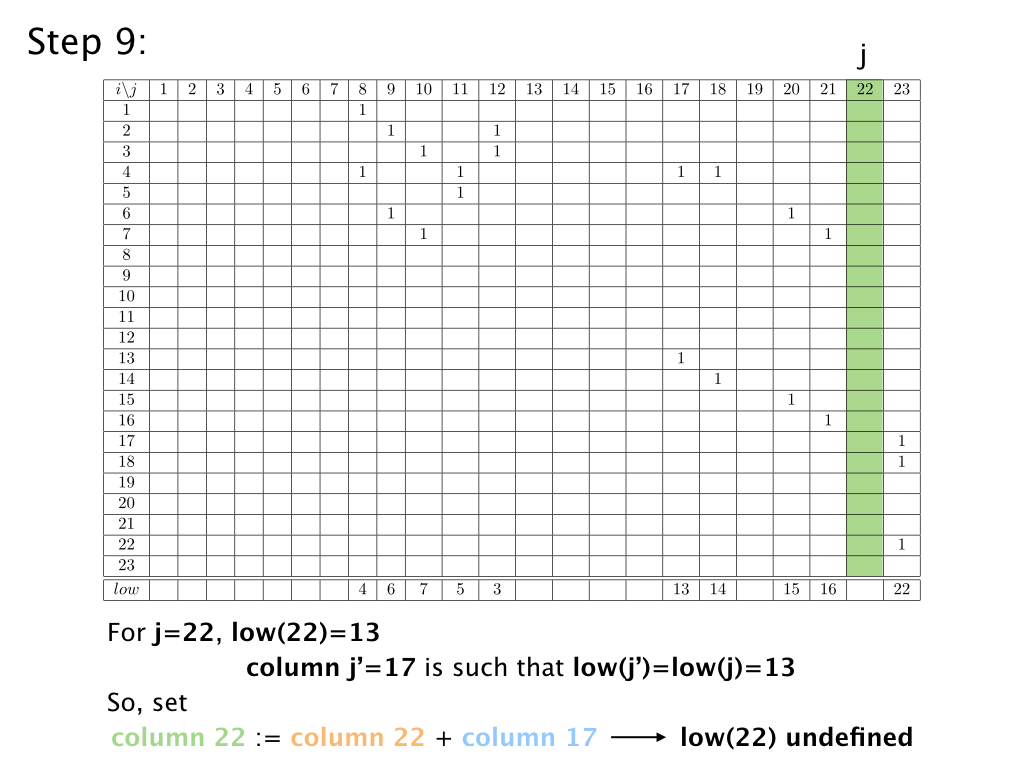 Step 9:
j
i\j 1 2 3 4 5 6 7 8 9 10 11 12 13 14 15 16 17 18 19 20 21 22 23
1 1
2 1 1
3 1 1
4 1 1 1 1
5 1
6 1 1
7 1 1
8
9
10
11
12
13 1
14 1
15 1
16 1
17 1
18 1
19
20
21
22 1
23
low 4 6 7 5 3 13 14 15 16 22
For j=22, low(22)=13
column j’=17 is such that low(j’)=low(j)=13
So, set
column 22 := column 22 + column 17 ⟶ low(22) undefined